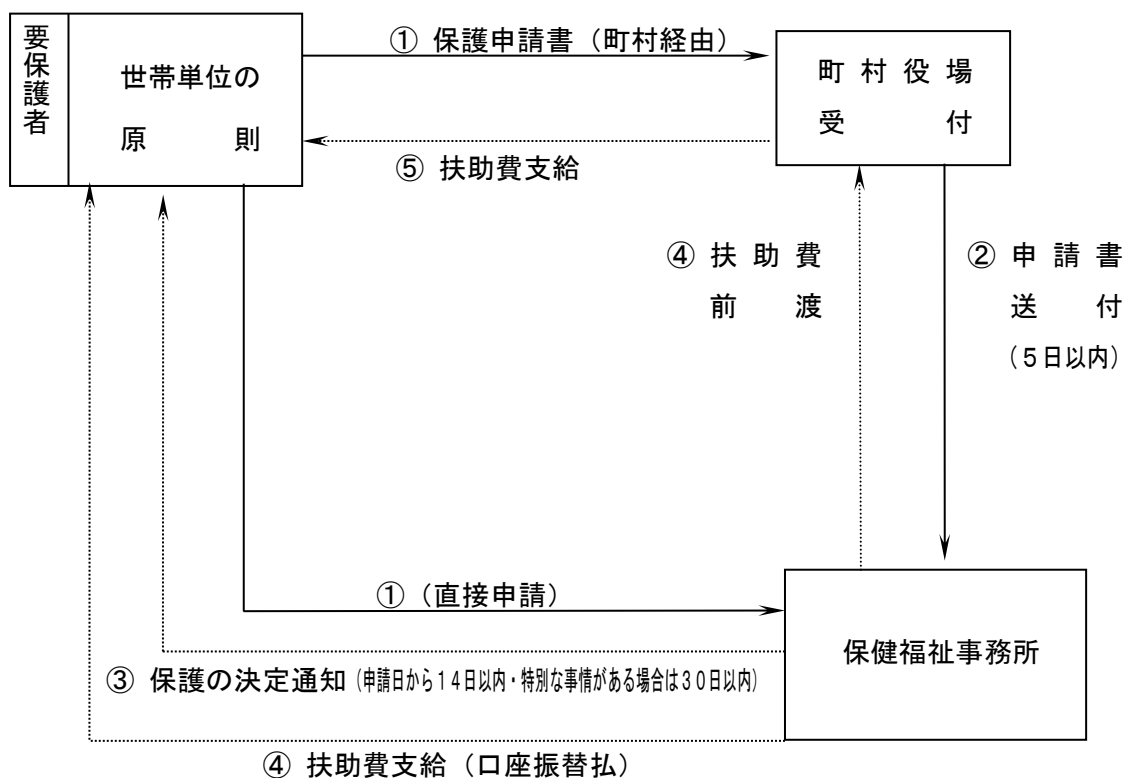 要保護者
世帯単位の
原則
① 保護申請書（町村経由）
町村役場
受付
⑤ 扶助費支給
④ 扶助費
前渡
② 申請書
送付
（５日以内）
① （直接申請）
保健福祉事務所
③ 保護の決定通知（申請日から１４日以内・特別な事情がある場合は３０日以内）
④ 扶助費支給（口座振替払）